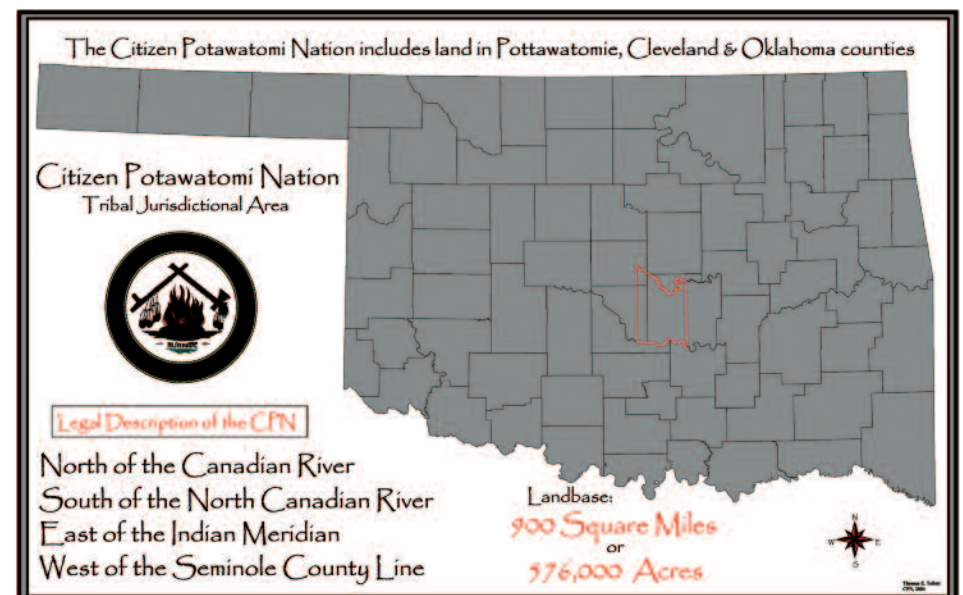 The Citizen Potawatomi Nation includes land in Pottawatomie, Cleveland & Oklahoma counties
Citizen Potawatomi Nation
Tribal Jurisdictional Area
Legal Description of the CPN
North of the Canadian River
South of the North Canadian River
East of the Indian Meridian
West of the Seminole County Line
Landbase:
900 Square Miles
or
576,000 Acres
N
W E
S